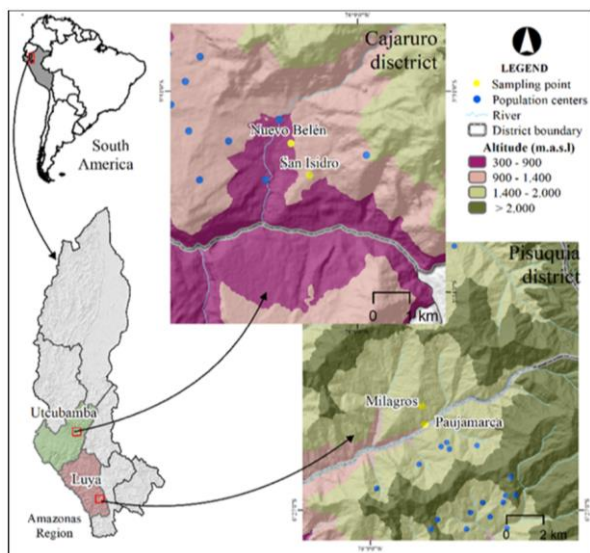 South
America
Utcubamba
Luya
Amazonas
Region
Cajaruro
disctrict
Nuevo Belén
San Isidro
0 1 km
LEGEND
Sampling point
Population centers
River
District boundary
Altitude (m.a.s.l)
300 - 900
900 - 1.400
1.400 - 2.000
> 2.000
Pisuquia
district
Milagros
Paujamarca
0 2 km